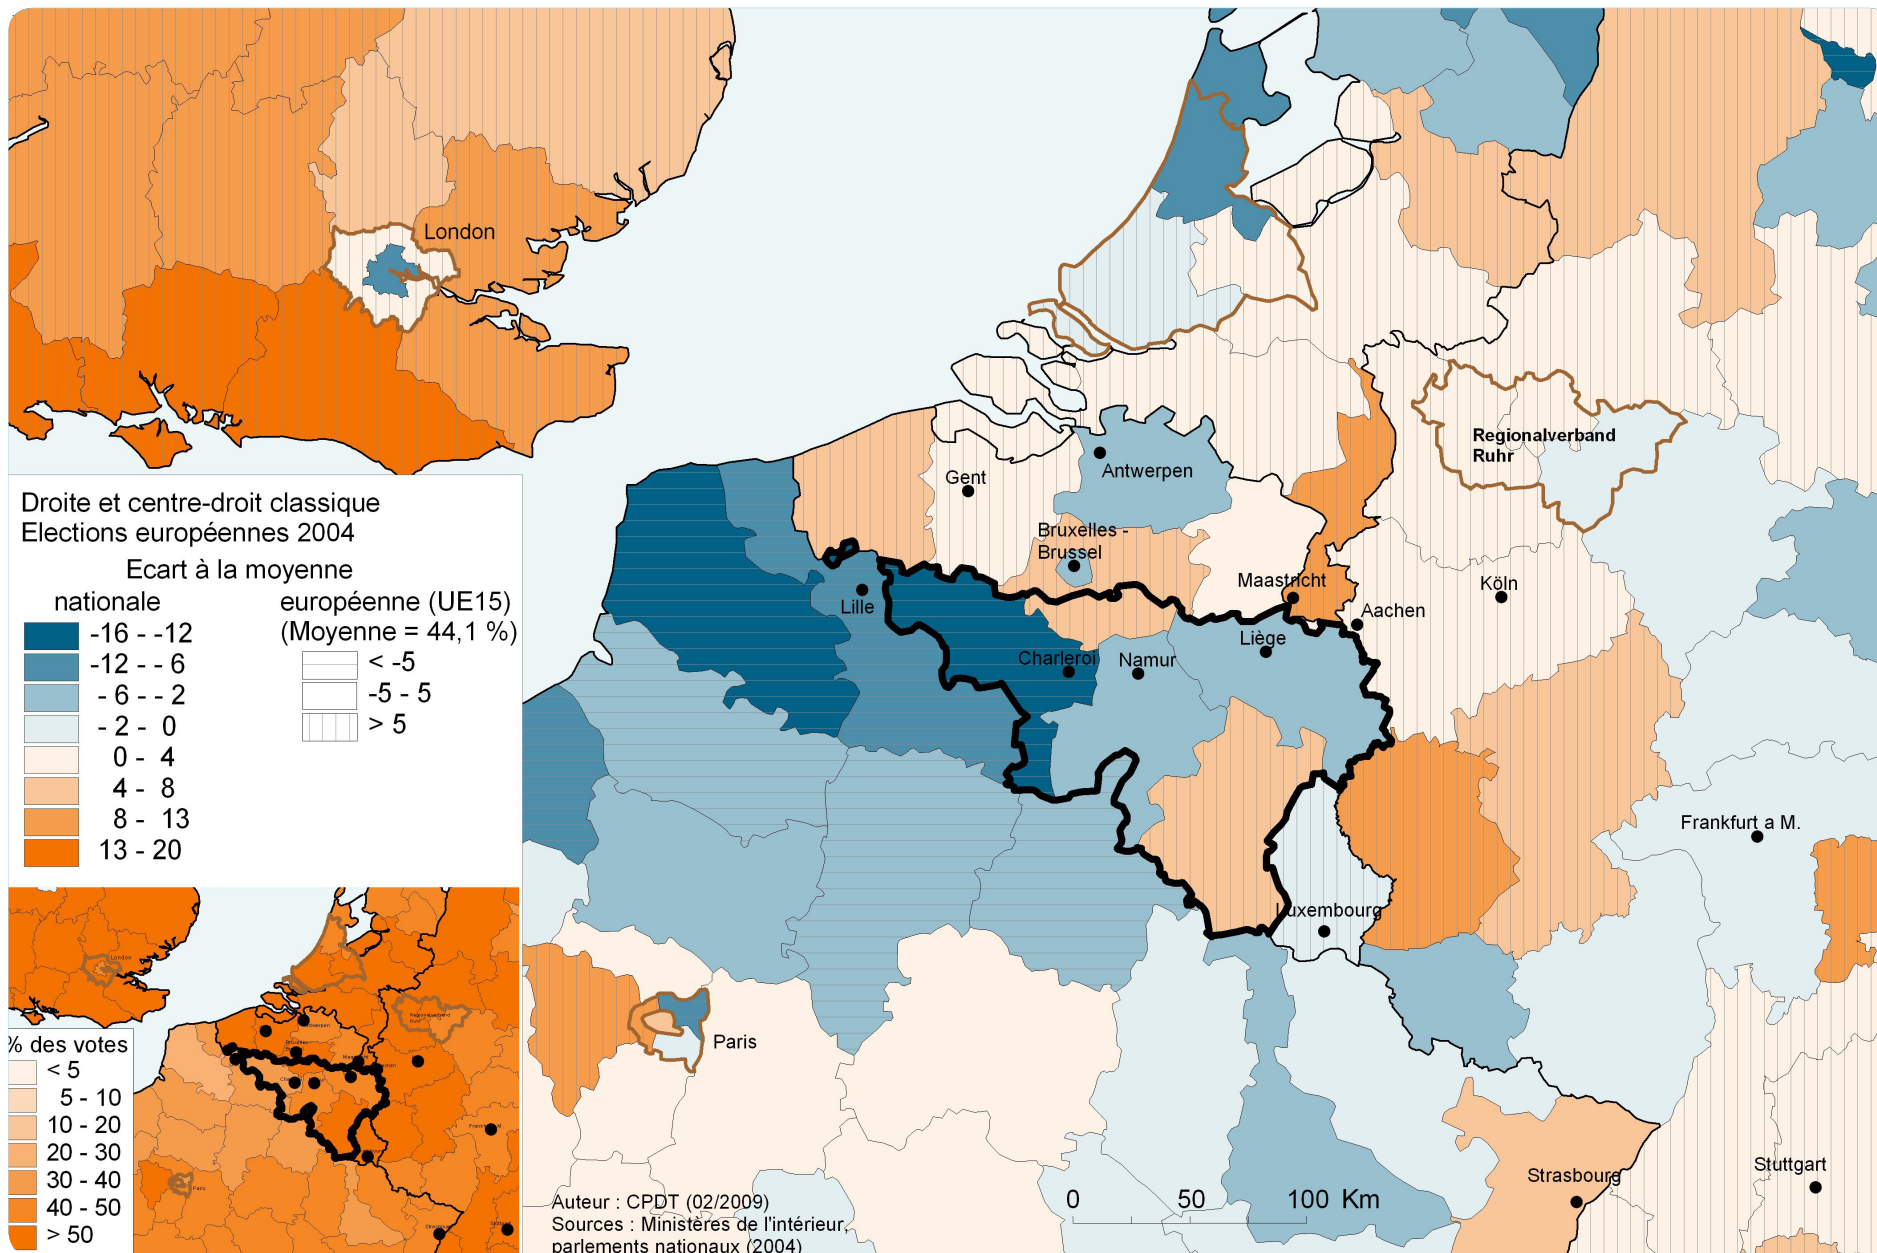 London
Regionalverband
Ruhr
Antwerpen
Gent
Bruxelles -
Brussel
Maastricht
Köln
Aachen
Lille
Liège
Charleroi
Namur
Frankfurt a M.
Luxembourg
Paris
Strasbourg
Stuttgart
Droite et centre-droit classique
Elections européennes 2004
Ecart à la moyenne
nationale
-16 - -12
-12 - - 6
- 6 - - 2
- 2 - 0
0 - 4
4 - 8
8 - 13
13 - 20
européenne (UE15)
(Moyenne = 44,1 %)
< -5
-5 - 5
> 5
% des votes
< 5
5 - 10
10 - 20
20 - 30
30 - 40
40 - 50
> 50
London
Paris
Auteur : CPDT (02/2009)
Sources : Ministères de l'intérieur,
parlements nationaux (2004)
0 50 100 Km